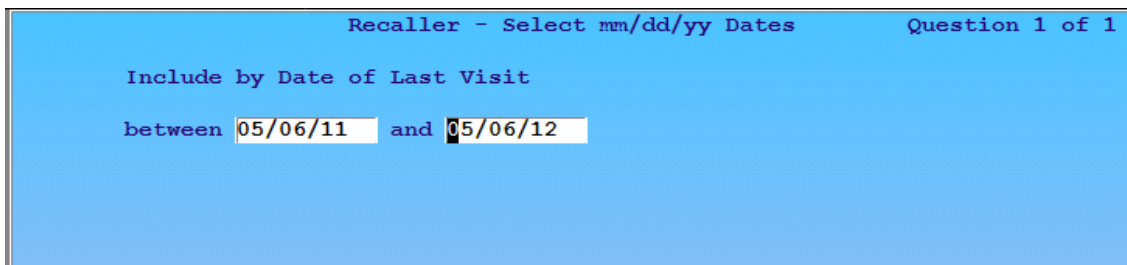 Recaller - Select mm/dd/yy Dates Question 1 of 1
Include by Date of Last Visit
between 05/06/11 and 05/06/12